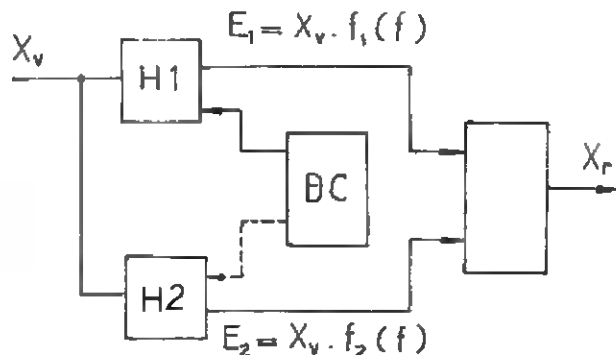 E₁ = Xᵥ . f₁ (f)
Xᵥ
H1
BC
Xᵣ
H2
E₂ = Xᵥ . f₂ (f)